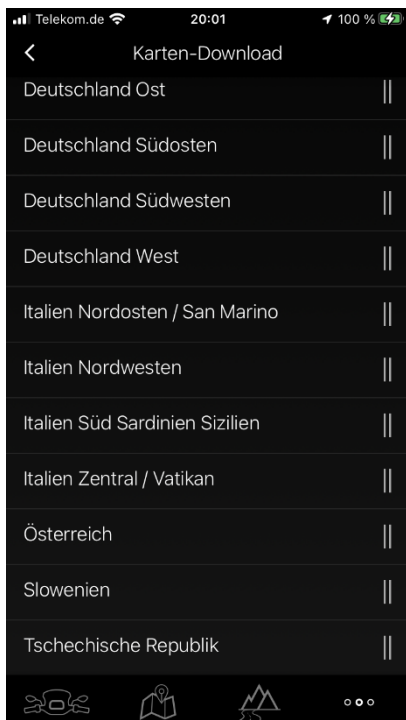 Telekom.de 20:01 100 %
Karten-Download
Deutschland Ost
Deutschland Südosten
Deutschland Südwesten
Deutschland West
Italien Nordosten / San Marino
Italien Nordwesten
Italien Süd Sardinien Sizilien
Italien Zentral / Vatikan
Österreich
Slowenien
Tschechische Republik